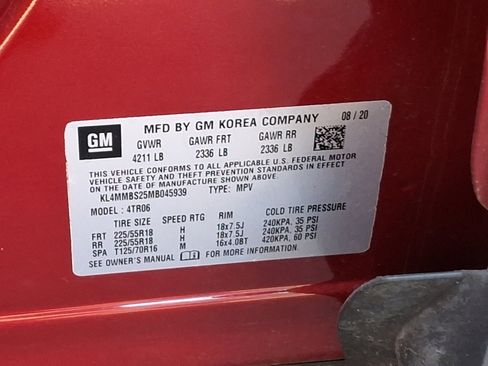 GM MFD BY GM KOREA COMPANY 08 / 20
GVWR GAWR FRT GAWR RR
4211 LB 2336 LB 2336 LB
THIS VEHICLE CONFORMS TO ALL APPLICABLE U.S. FEDERAL MOTOR
VEHICLE SAFETY AND THEFT PREVENTION STANDARDS IN EFFECT
ON THE DATE OF MANUFACTURE SHOWN ABOVE.
KL4MMBS25MB045939 TYPE: MPV
MODEL : 4TR06
TIRE SIZE SPEED RTG RIM COLD TIRE PRESSURE
FRT 225/55R18 H 18x7.5J 240KPA, 35 PSI
RR 225/55R18 H 18x7.5J 240KPA, 35 PSI
SPA T125/70R16 M 16x4.0BT 420KPA, 60 PSI
SEE OWNER'S MANUAL FOR MORE INFORMATION.